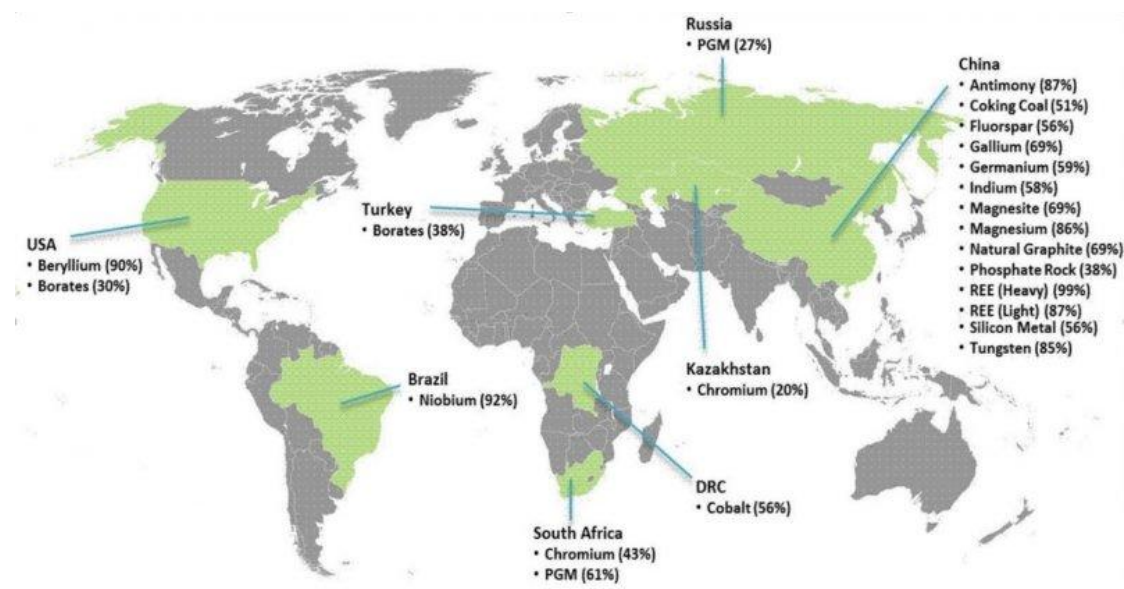 Russia
• PGM (27%)
China
• Antimony (87%)
• Coking Coal (51%)
• Fluorspar (56%)
• Gallium (69%)
• Germanium (59%)
• Indium (58%)
• Magnesite (69%)
• Magnesium (86%)
• Natural Graphite (69%)
• Phosphate Rock (38%)
• REE (Heavy) (99%)
• REE (Light) (87%)
• Silicon Metal (56%)
• Tungsten (85%)
Turkey
• Borates (38%)
USA
• Beryllium (90%)
• Borates (30%)
Kazakhstan
• Chromium (20%)
Brazil
• Niobium (92%)
DRC
• Cobalt (56%)
South Africa
• Chromium (43%)
• PGM (61%)